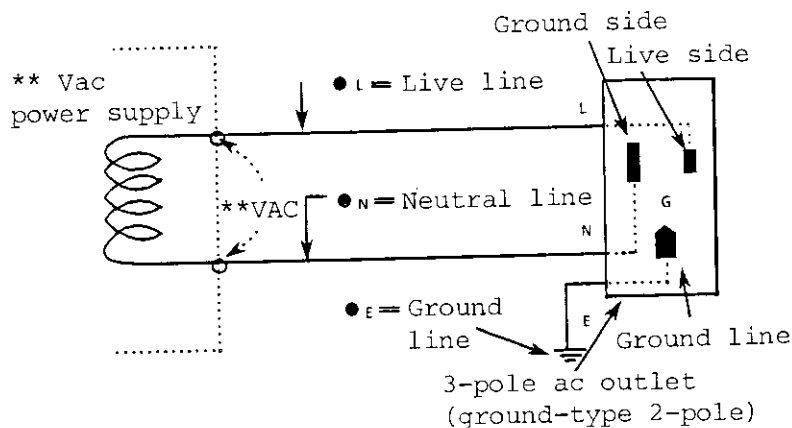 Ground side
Live side
** Vac
power supply
● L = Live line
L
**VAC
● N = Neutral line
G
N
● E = Ground
line
E
Ground line
3-pole ac outlet
(ground-type 2-pole)